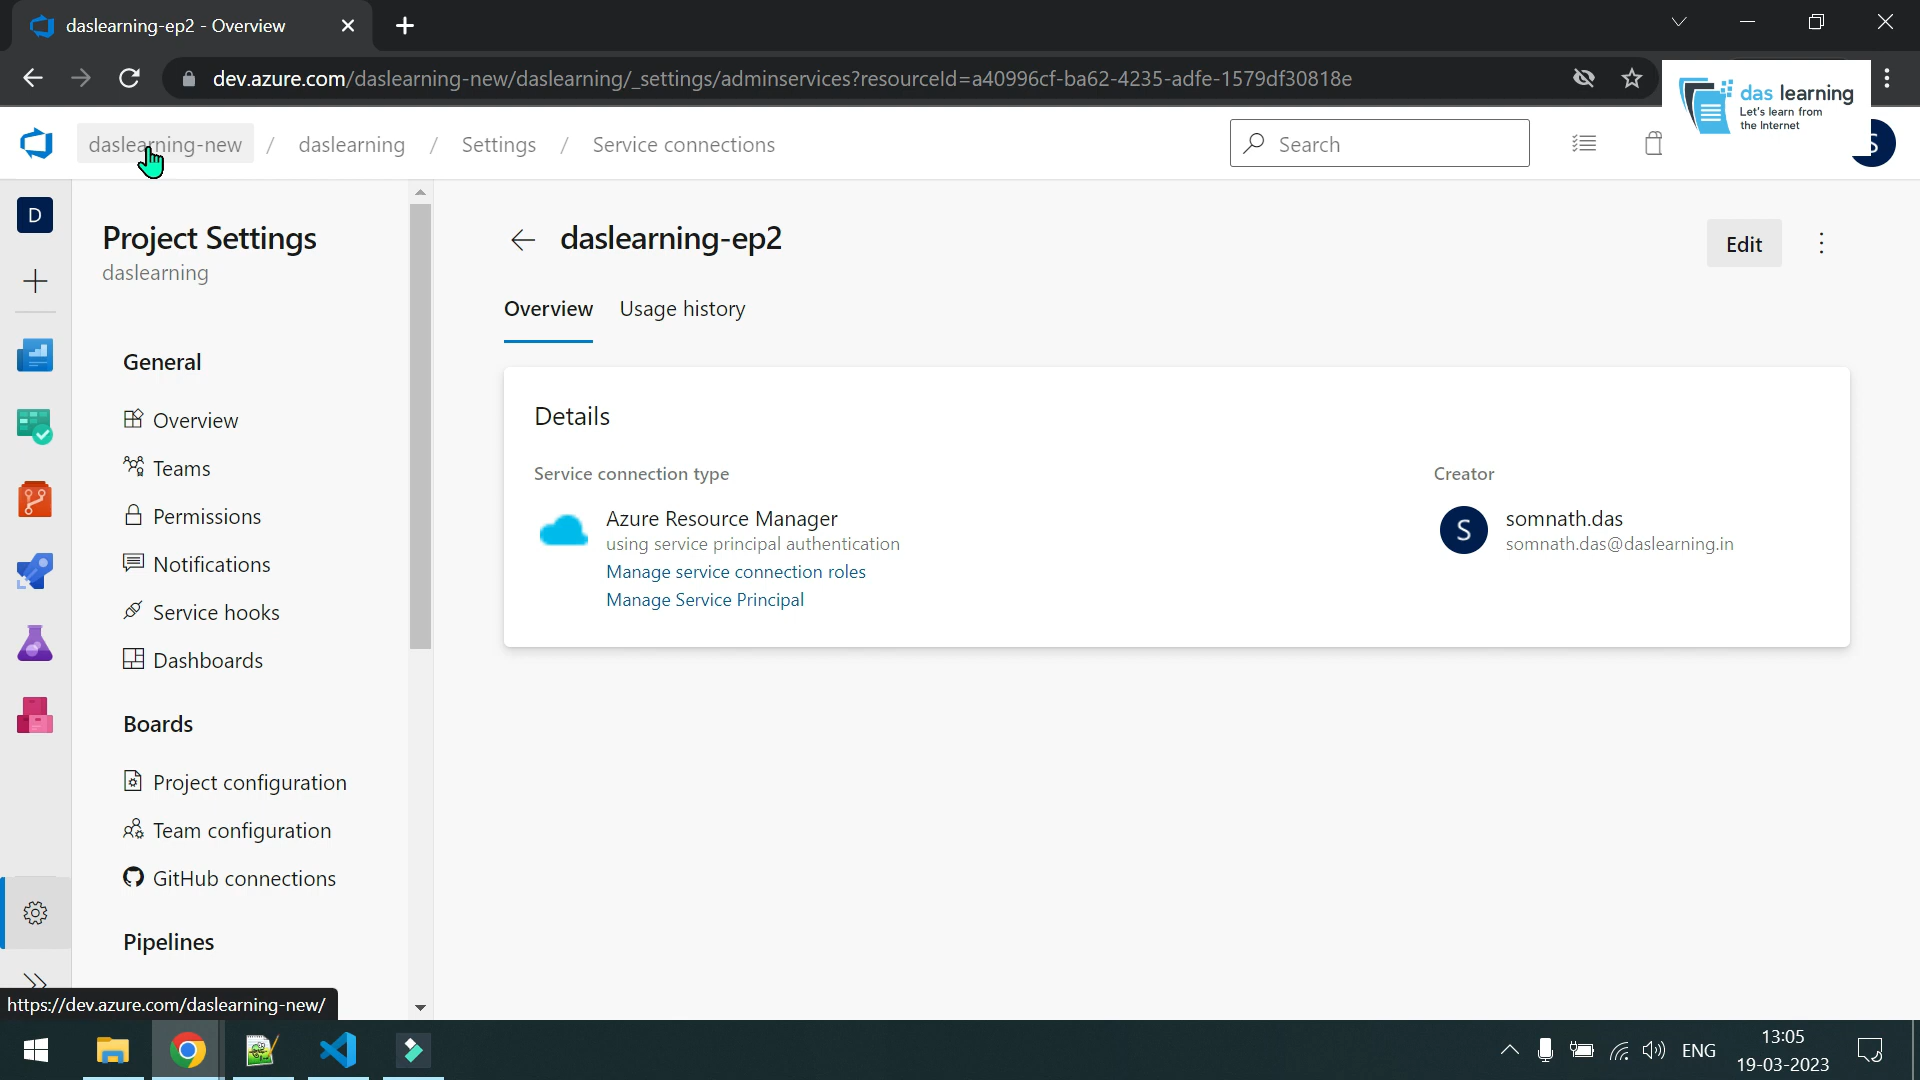 daslearning-ep2 - Overview
dev.azure.com/daslearning-new/daslearning/_settings/adminservices?resourceId=a40996cf-ba62-4235-adfe-1579df30818e
das learning
Let's learn from
the Internet
daslearning-new / daslearning / Settings / Service connections
Search
S
D
Project Settings
daslearning
General
Overview
Teams
Permissions
Notifications
Service hooks
Dashboards
Boards
Project configuration
Team configuration
GitHub connections
Pipelines
daslearning-ep2
Edit
Overview
Usage history
Details
Service connection type
Azure Resource Manager
using service principal authentication
Manage service connection roles
Manage Service Principal
Creator
S
somnath.das
somnath.das@daslearning.in
https://dev.azure.com/daslearning-new/
ENG
13:05
19-03-2023